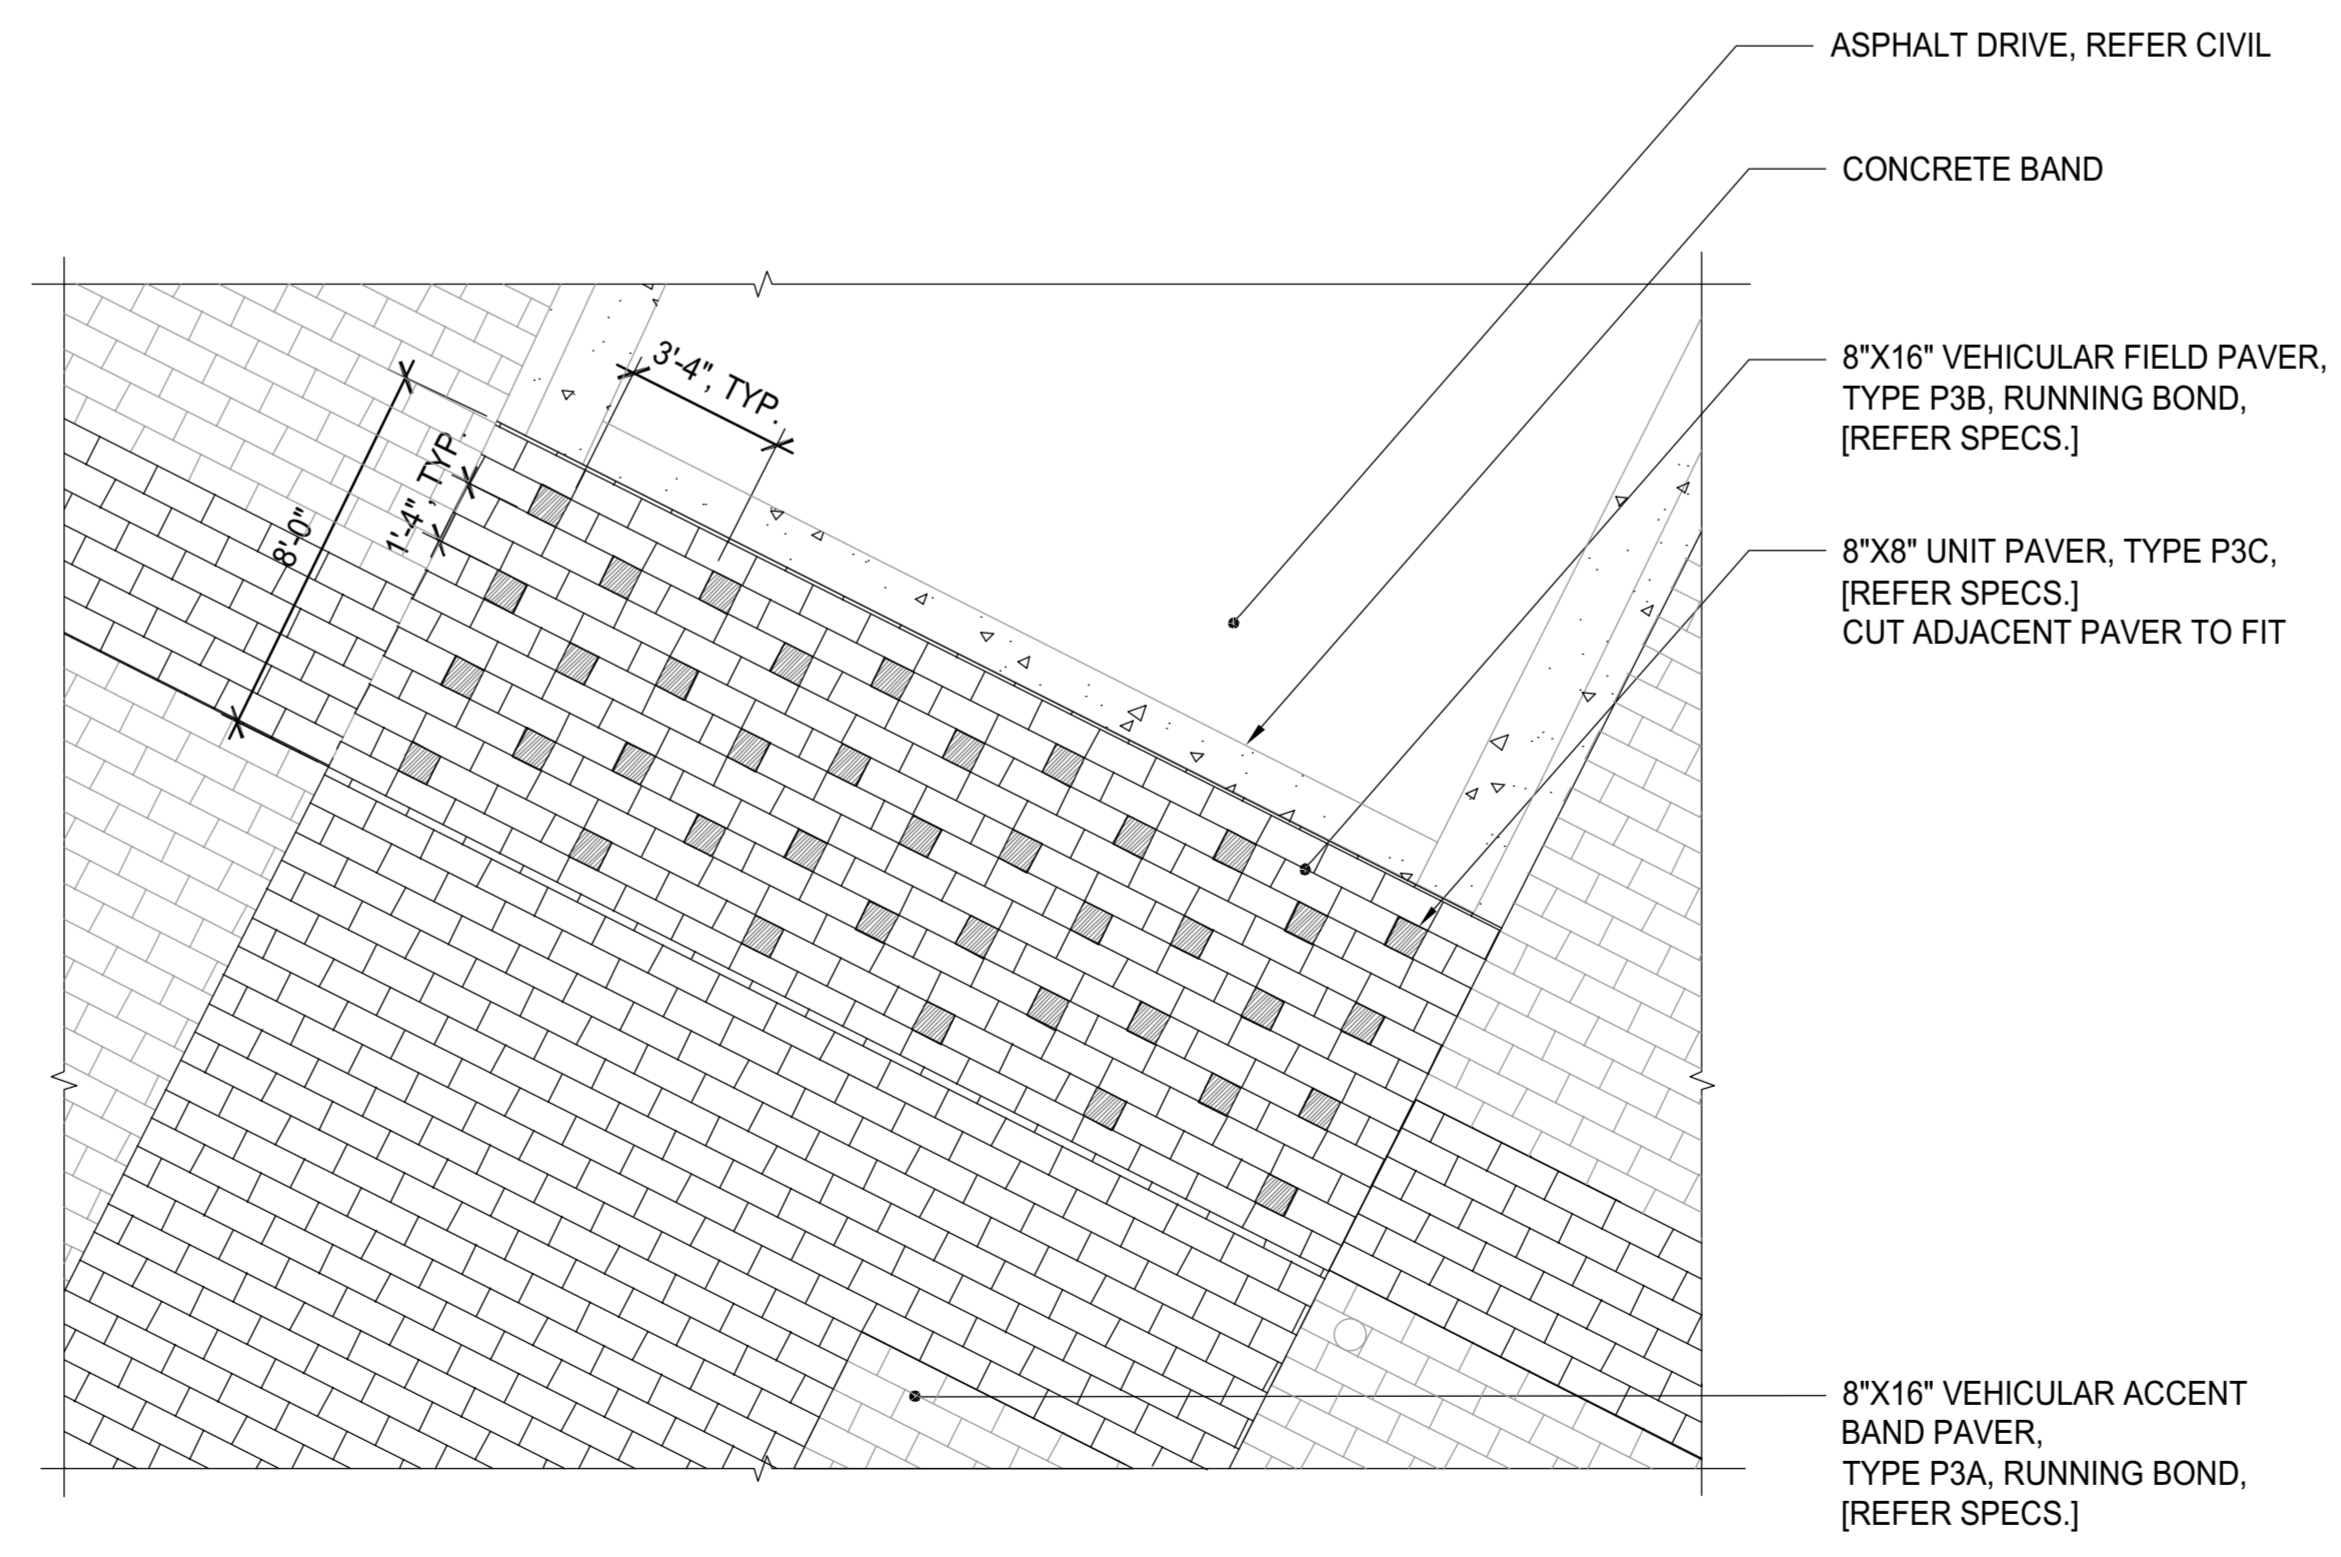 ASPHALT DRIVE, REFER CIVIL
CONCRETE BAND
3'-4", TYP.
8"X16" VEHICULAR FIELD PAVER,
TYPE P3B, RUNNING BOND,
[REFER SPECS.]
1'-4", TYP.
8'-0"
8"X8" UNIT PAVER, TYPE P3C,
[REFER SPECS.]
CUT ADJACENT PAVER TO FIT
8"X16" VEHICULAR ACCENT
BAND PAVER,
TYPE P3A, RUNNING BOND,
[REFER SPECS.]